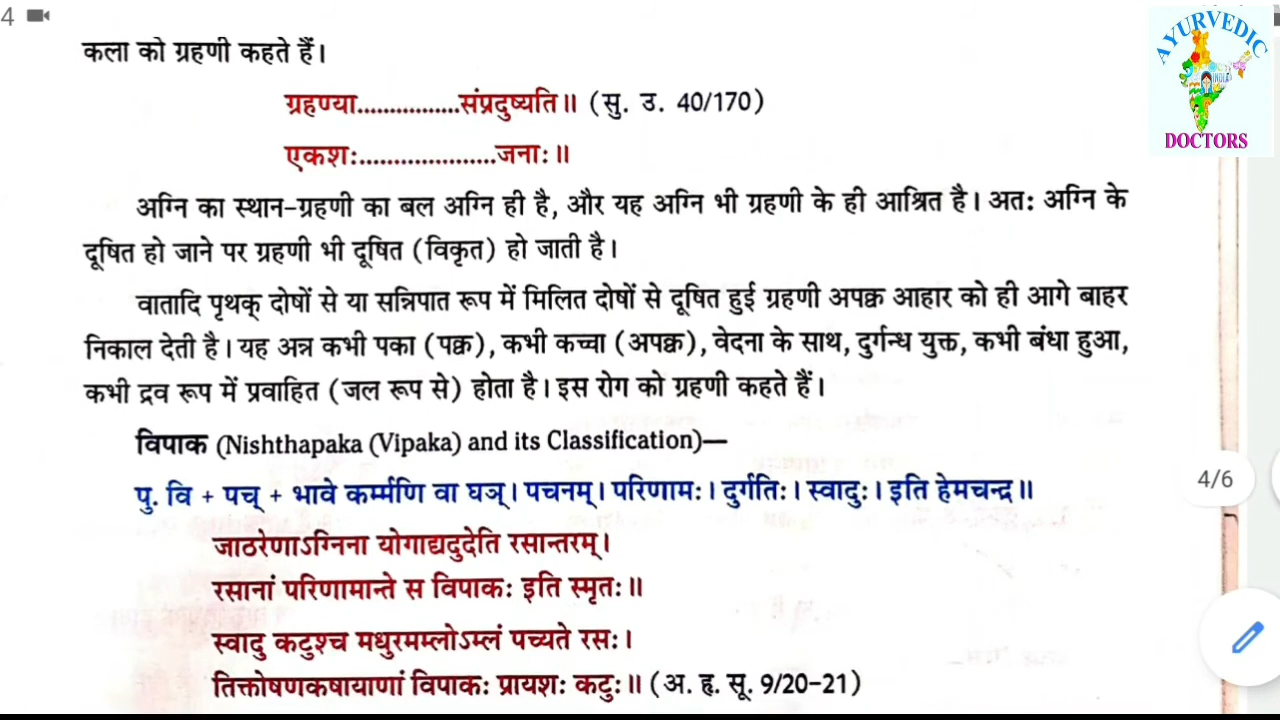 4
AYURVEDIC
INDIA
DOCTORS
कला को ग्रहणी कहते हैं।
ग्रहण्या................संप्रदुष्यति॥ (सु. उ. 40/170)
एकशः.....................जनाः॥
अग्नि का स्थान-ग्रहणी का बल अग्नि ही है, और यह अग्नि भी ग्रहणी के ही आश्रित है। अतः अग्नि के
दूषित हो जाने पर ग्रहणी भी दूषित (विकृत) हो जाती है।
वातादि पृथक् दोषों से या सन्निपात रूप में मिलित दोषों से दूषित हुई ग्रहणी अपक्व आहार को ही आगे बाहर
निकाल देती है। यह अन्न कभी पका (पक्व), कभी कच्चा (अपक्व), वेदना के साथ, दुर्गन्ध युक्त, कभी बंधा हुआ,
कभी द्रव रूप में प्रवाहित (जल रूप से) होता है। इस रोग को ग्रहणी कहते हैं।
विपाक (Nishthapaka (Vipaka) and its Classification)—
4/6
पु. वि + पच् + भावे कर्म्मणि वा घञ्। पचनम्। परिणामः। दुर्गतिः। स्वादुः। इति हेमचन्द्र॥
जाठरेणाऽग्निना योगाद्यदुदेति रसान्तरम्।
रसानां परिणामान्ते स विपाकः इति स्मृतः॥
स्वादु कटुश्च मधुरमम्लोऽम्लं पच्यते रसः।
तिक्तोषणकषायाणां विपाकः प्रायशः कटुः॥ (अ. हृ. सू. 9/20-21)